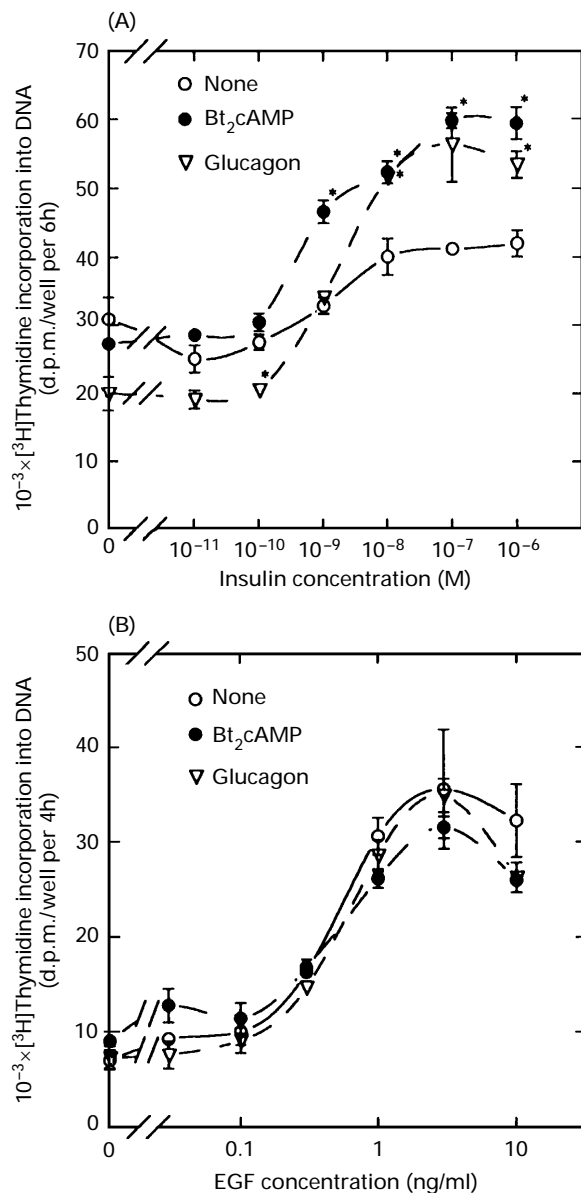 (A)
10⁻³×[³H]Thymidine incorporation into DNA
(d.p.m./well per 6h)
70
60
50
40
30
20
10
0
None
Bt₂cAMP
Glucagon
* *
*
* *
*
*
0 10⁻¹¹ 10⁻¹⁰ 10⁻⁹ 10⁻⁸ 10⁻⁷ 10⁻⁶
Insulin concentration (M)
(B)
10⁻³×[³H]Thymidine incorporation into DNA
(d.p.m./well per 4h)
50
40
30
20
10
0
None
Bt₂cAMP
Glucagon
0 0.1 1 10
EGF concentration (ng/ml)